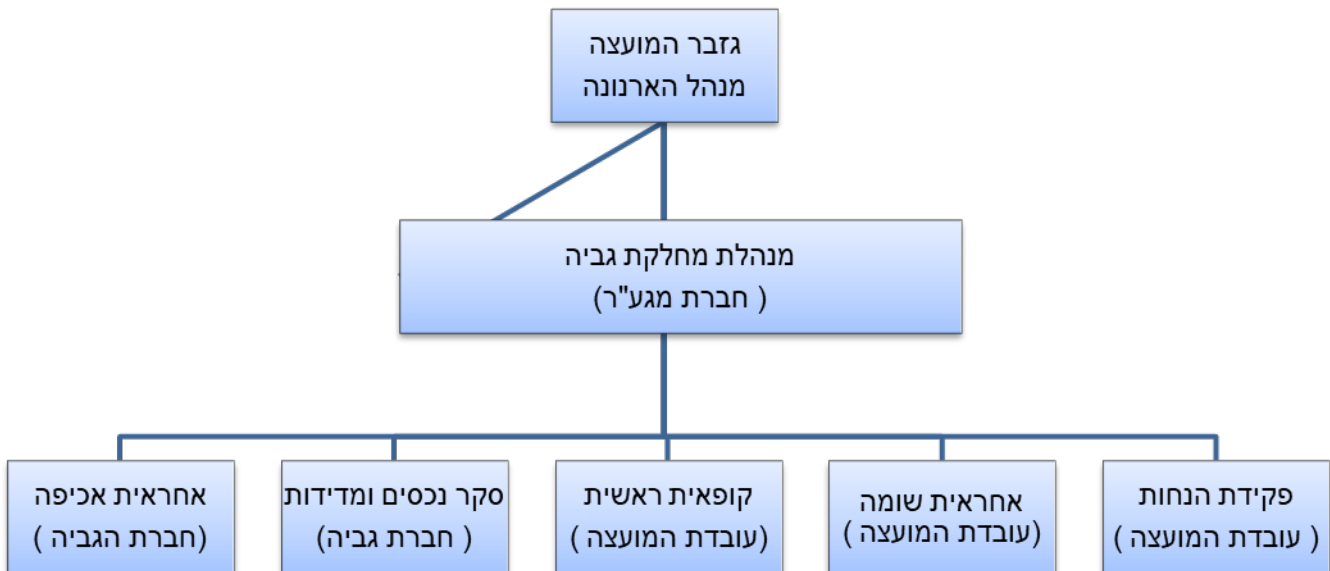 גזבר המועצה
מנהל הארנונה
מנהלת מחלקת גביה
( חברת מגע"ר)
פקידת הנחות
( עובדת המועצה )
אחראית שומה
(עובדת המועצה )
קופאית ראשית
(עובדת המועצה )
סקר נכסים ומדידות
( חברת גביה)
אחראית אכיפה
(חברת הגביה )